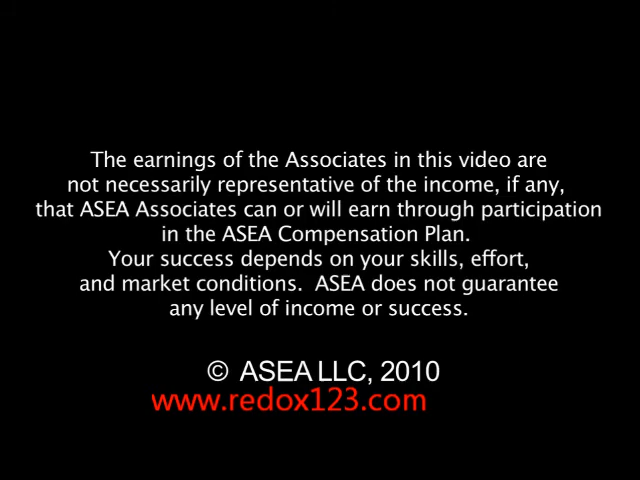 The earnings of the Associates in this video are
not necessarily representative of the income, if any,
that ASEA Associates can or will earn through participation
in the ASEA Compensation Plan.
Your success depends on your skills, effort,
and market conditions.  ASEA does not guarantee
any level of income or success.
© ASEA LLC, 2010
www.redox123.com